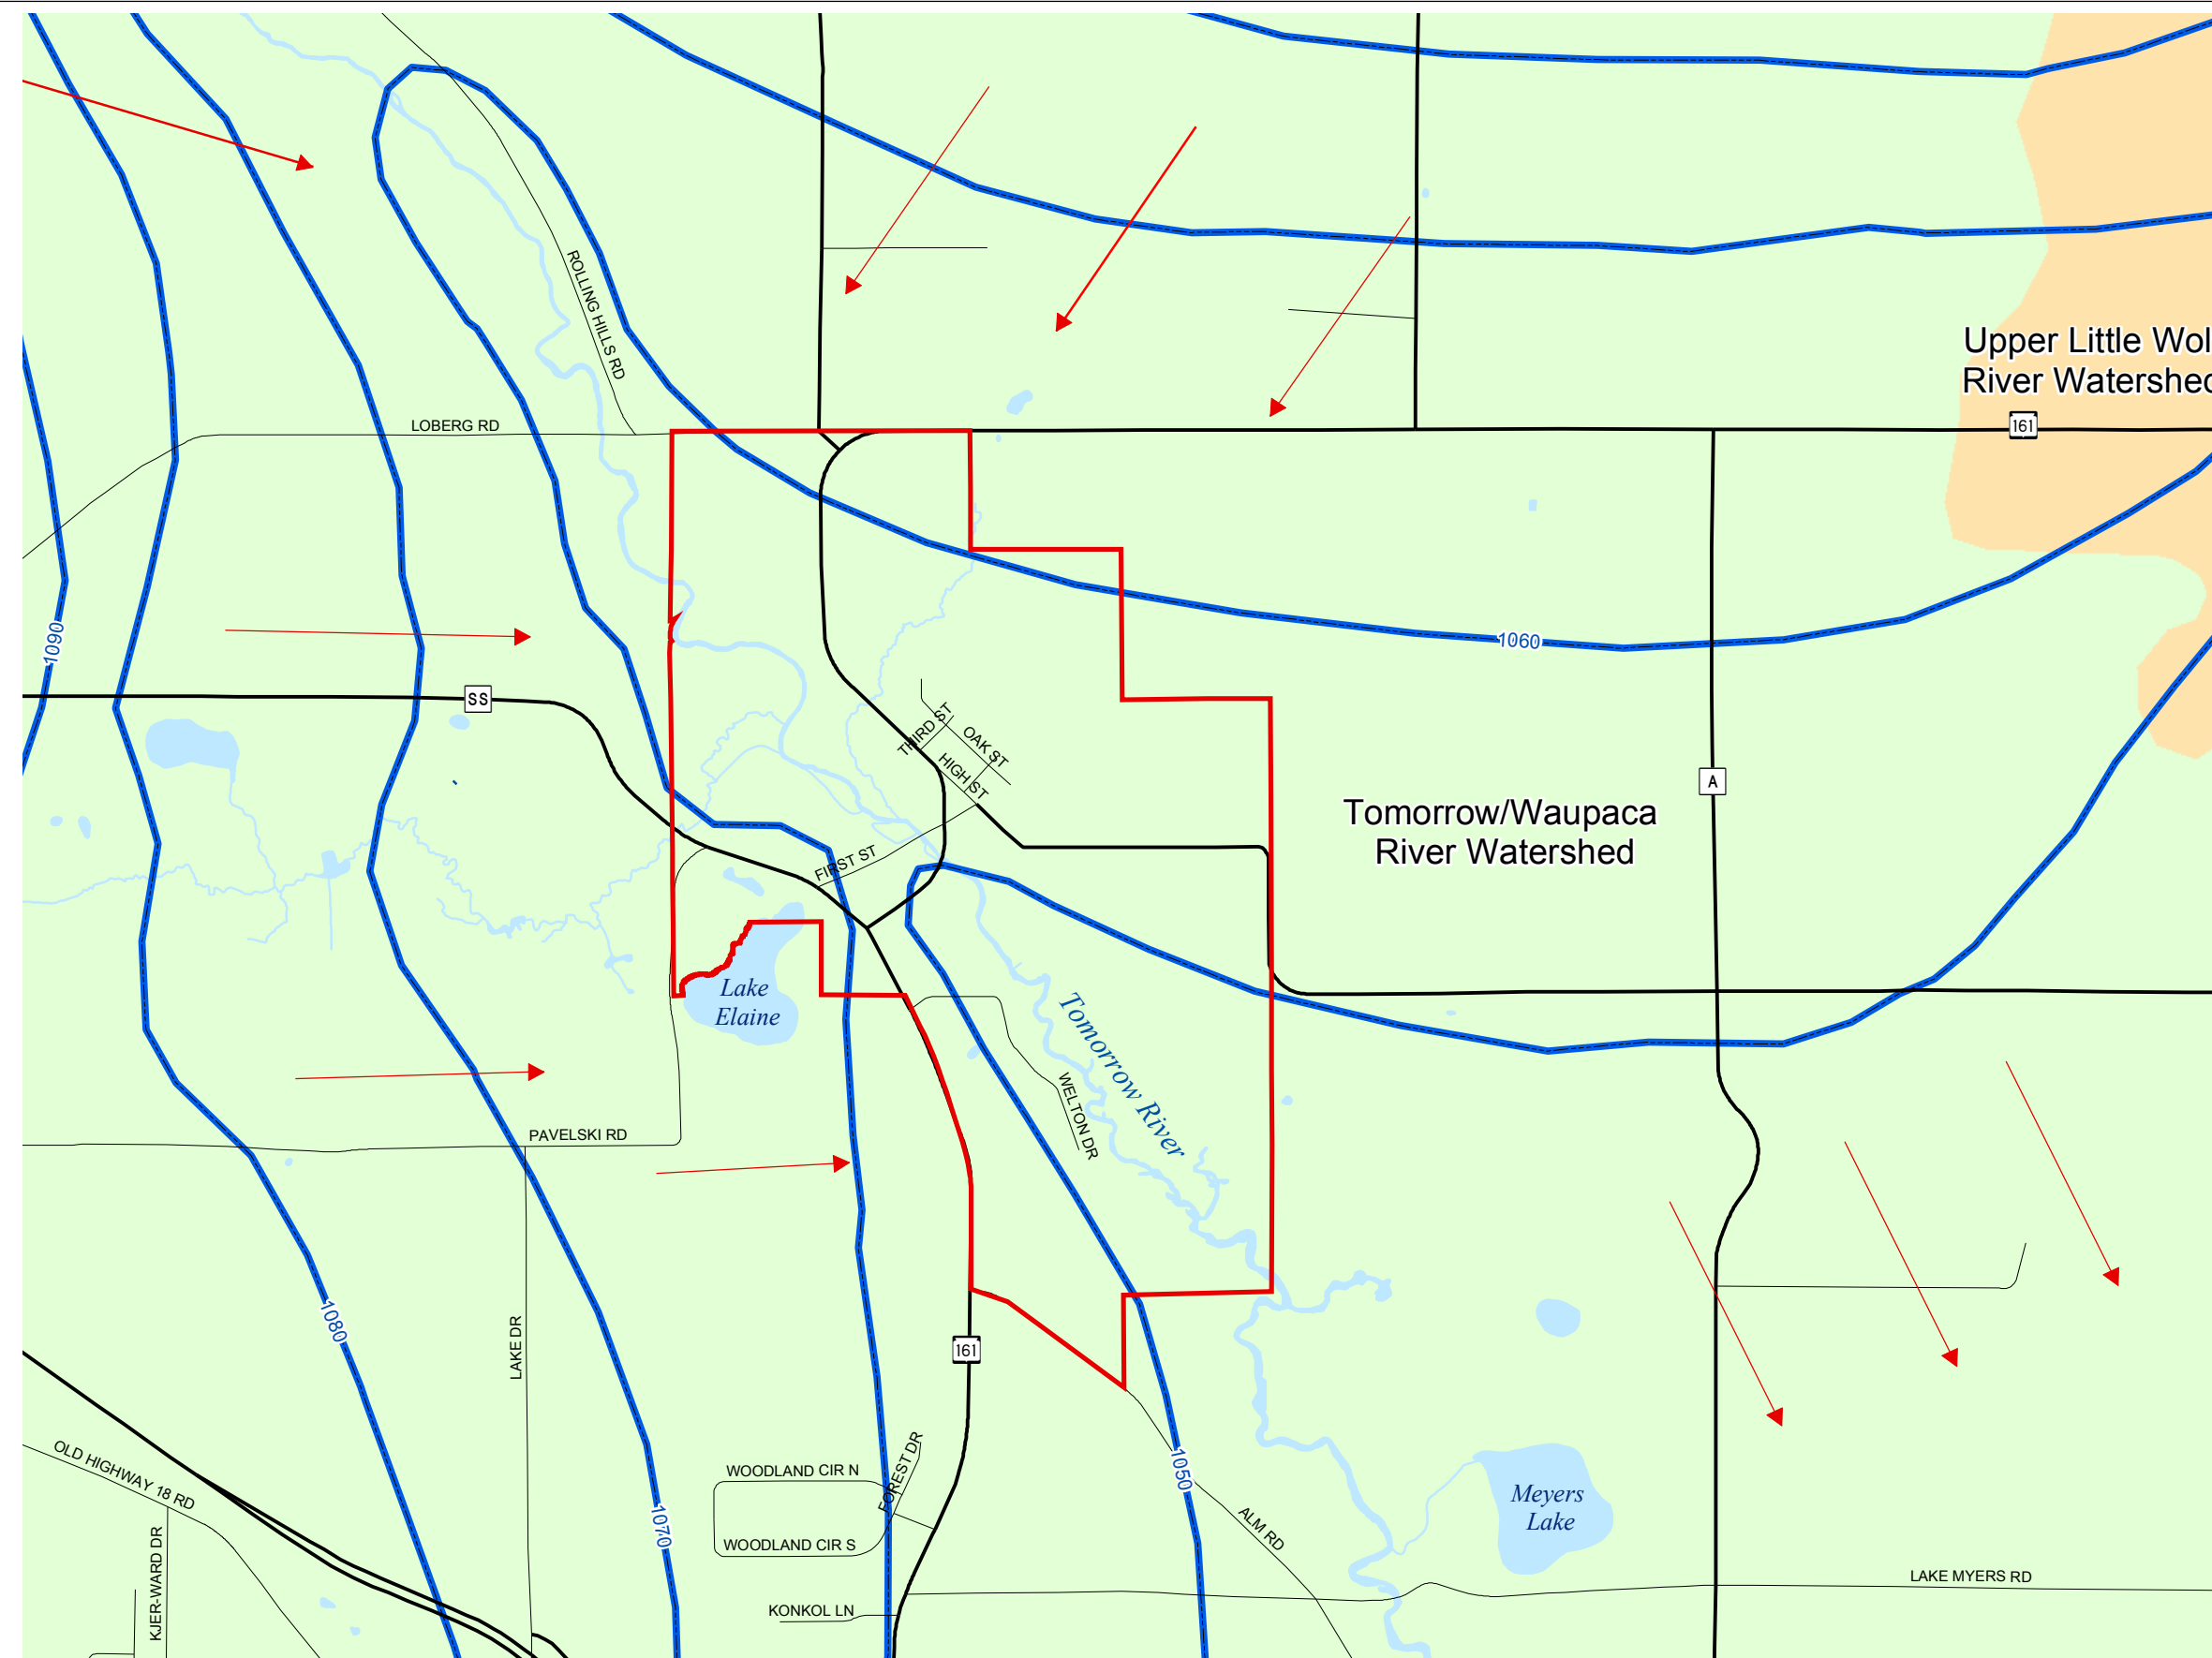 ROLLING HILLS RD
Upper Little Wol
River Watershed
LOBERG RD
161
1090
1060
SS
THIRD ST
OAK ST
HIGH ST
A
Tomorrow/Waupaca
River Watershed
FIRST ST
Lake
Elaine
Tomorrow River
WELTON DR
PAVELSKI RD
1080
LAKE DR
161
1050
OLD HIGHWAY 18 RD
WOODLAND CIR N
FOREST DR
1070
Meyers
Lake
ALM RD
WOODLAND CIR S
KJER-WARD DR
LAKE MYERS RD
KONKOL LN